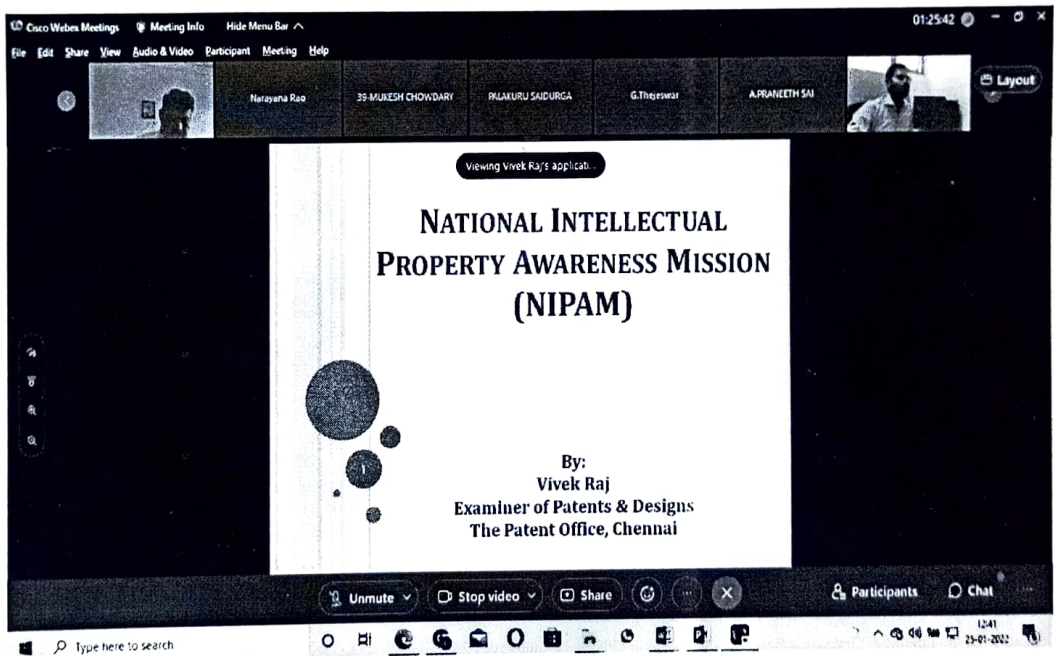 Cisco Webex Meetings
Meeting Info
Hide Menu Bar
01:25:42
File Edit Share View Audio & Video Participant Meeting Help
Narayana Rao
39-MUKESH CHOWDARY
PALAKURU SAIDURGA
G.Thejeswar
A.PRANEETH SAI
Layout
Viewing Vivek Raj's applicati...
NATIONAL INTELLECTUAL
PROPERTY AWARENESS MISSION
(NIPAM)
1
By:
Vivek Raj
Examiner of Patents & Designs
The Patent Office, Chennai
Unmute
Stop video
Share
Participants
Chat
Type here to search
12:41
25-01-2022